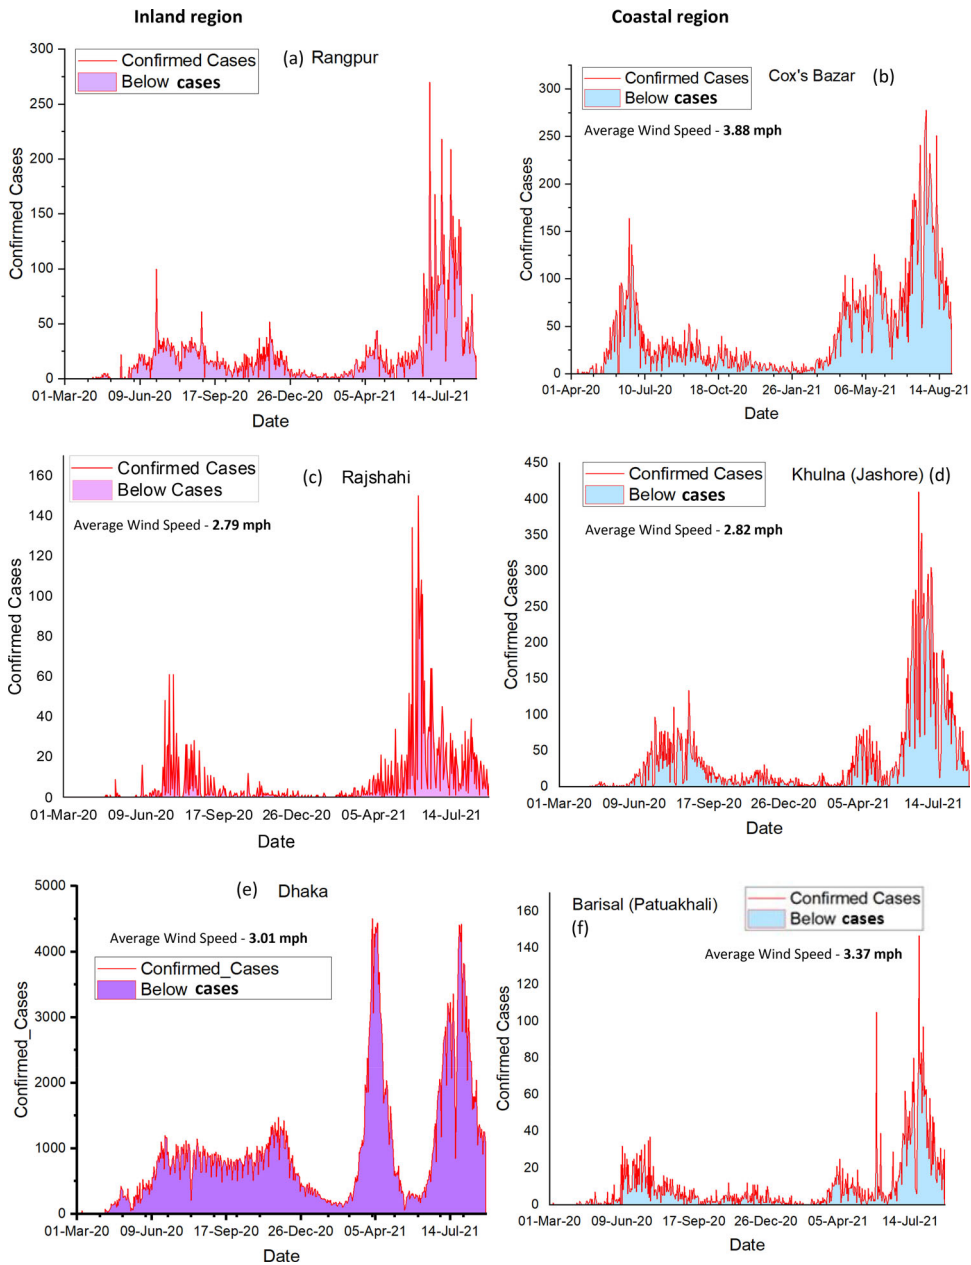 Inland region
Coastal region
300
250
200
150
100
50
0
Confirmed Cases
Confirmed Cases
Below cases
(a) Rangpur
01-Mar-20 09-Jun-20 17-Sep-20 26-Dec-20 05-Apr-21 14-Jul-21
Date
300
250
200
150
100
50
0
Confirmed Cases
Confirmed Cases
Below cases
Cox's Bazar (b)
Average Wind Speed - 3.88 mph
01-Apr-20 10-Jul-20 18-Oct-20 26-Jan-21 06-May-21 14-Aug-21
Date
160
140
120
100
80
60
40
20
0
Confirmed Cases
Confirmed Cases
Below Cases
(c) Rajshahi
Average Wind Speed - 2.79 mph
01-Mar-20 09-Jun-20 17-Sep-20 26-Dec-20 05-Apr-21 14-Jul-21
Date
450
400
350
300
250
200
150
100
50
0
Confirmed Cases
Confirmed Cases
Below cases
Khulna (Jashore) (d)
Average Wind Speed - 2.82 mph
01-Mar-20 09-Jun-20 17-Sep-20 26-Dec-20 05-Apr-21 14-Jul-21
Date
5000
4000
3000
2000
1000
0
Confirmed_Cases
(e) Dhaka
Average Wind Speed - 3.01 mph
Confirmed_Cases
Below cases
01-Mar-20 09-Jun-20 17-Sep-20 26-Dec-20 05-Apr-21 14-Jul-21
Date
160
140
120
100
80
60
40
20
0
Confirmed Cases
Barisal (Patuakhali)
(f)
Confirmed Cases
Below cases
Average Wind Speed - 3.37 mph
01-Mar-20 09-Jun-20 17-Sep-20 26-Dec-20 05-Apr-21 14-Jul-21
Date